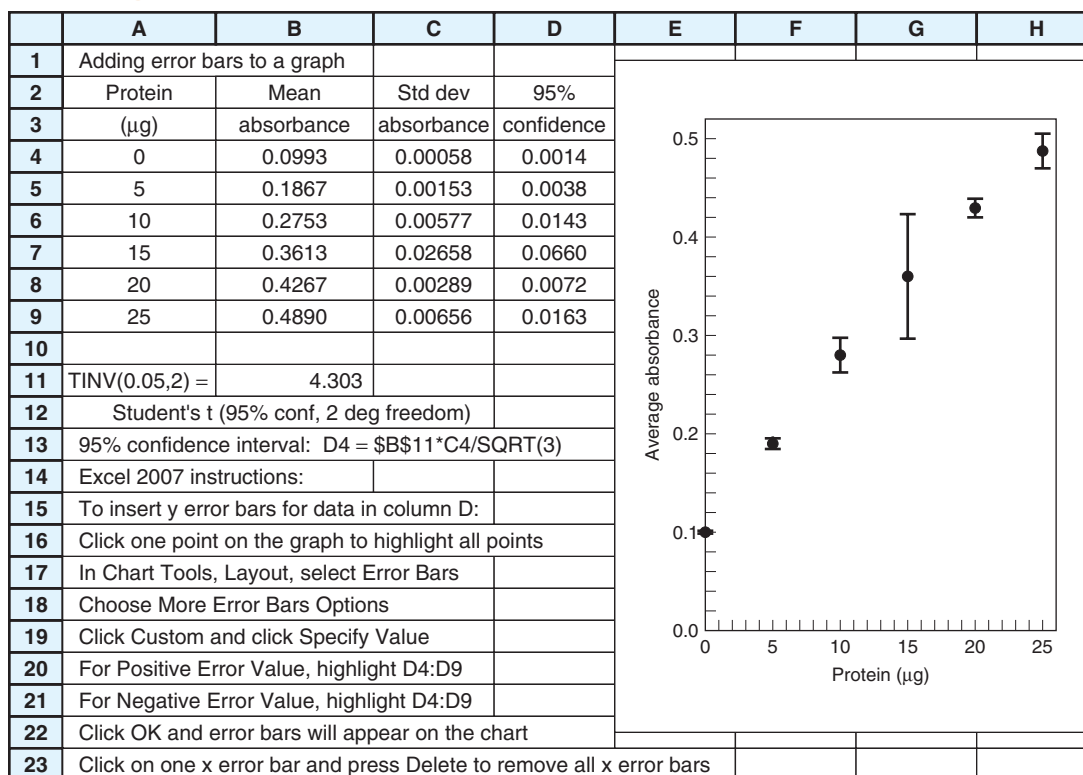 A B C D E F G H
1 Adding error bars to a graph
2 Protein Mean Std dev 95%
3 (μg) absorbance absorbance confidence
4 0 0.0993 0.00058 0.0014
5 5 0.1867 0.00153 0.0038
6 10 0.2753 0.00577 0.0143
7 15 0.3613 0.02658 0.0660
8 20 0.4267 0.00289 0.0072
9 25 0.4890 0.00656 0.0163
10
11 TINV(0.05,2) = 4.303
12 Student's t (95% conf, 2 deg freedom)
13 95% confidence interval: D4 = $B$11*C4/SQRT(3)
14 Excel 2007 instructions:
15 To insert y error bars for data in column D:
16 Click one point on the graph to highlight all points
17 In Chart Tools, Layout, select Error Bars
18 Choose More Error Bars Options
19 Click Custom and click Specify Value
20 For Positive Error Value, highlight D4:D9
21 For Negative Error Value, highlight D4:D9
22 Click OK and error bars will appear on the chart
23 Click on one x error bar and press Delete to remove all x error bars
Average absorbance
0.5
0.4
0.3
0.2
0.1
0.0
0 5 10 15 20 25
Protein (μg)